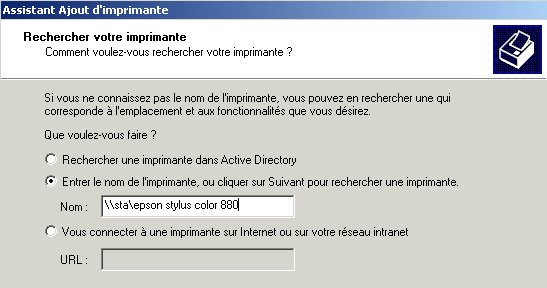 Assistant Ajout d'imprimante
Rechercher votre imprimante
Comment voulez-vous rechercher votre imprimante ?
Si vous ne connaissez pas le nom de l'imprimante, vous pouvez en rechercher une qui
corresponde à l'emplacement et aux fonctionnalités que vous désirez.
Que voulez-vous faire ?
Rechercher une imprimante dans Active Directory
Entrer le nom de l'imprimante, ou cliquer sur Suivant pour rechercher une imprimante.
Nom : \\sta\epson stylus color 880
Vous connecter à une imprimante sur Internet ou sur votre réseau intranet
URL :